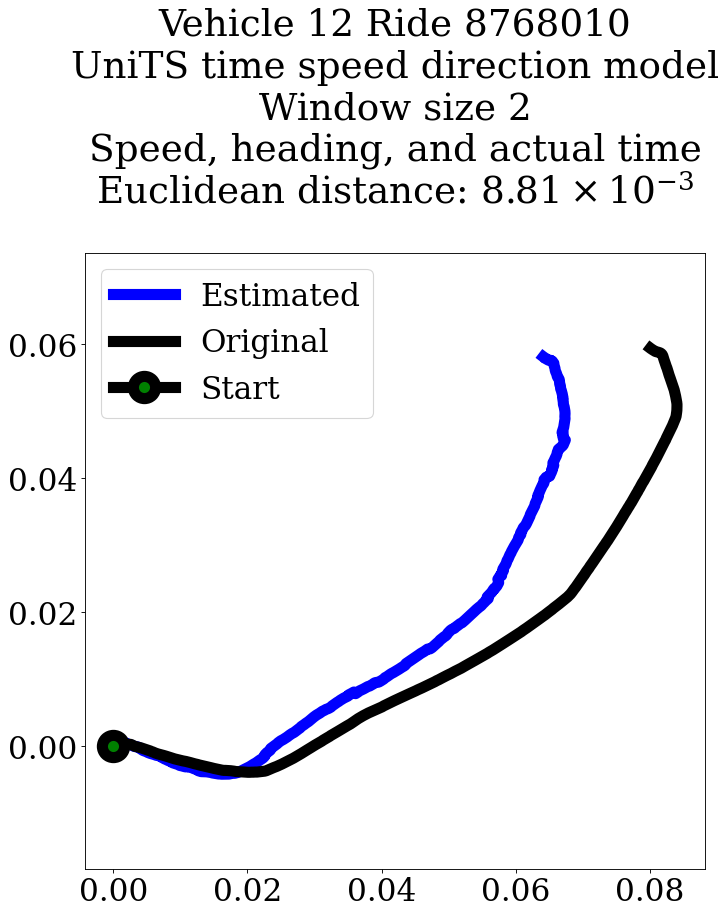 Vehicle 12 Ride 8768010
UniTS time speed direction model
Window size 2
Speed, heading, and actual time
Euclidean distance: 8.81 × 10⁻³
Estimated
Original
Start
0.06
0.04
0.02
0.00
0.00 0.02 0.04 0.06 0.08